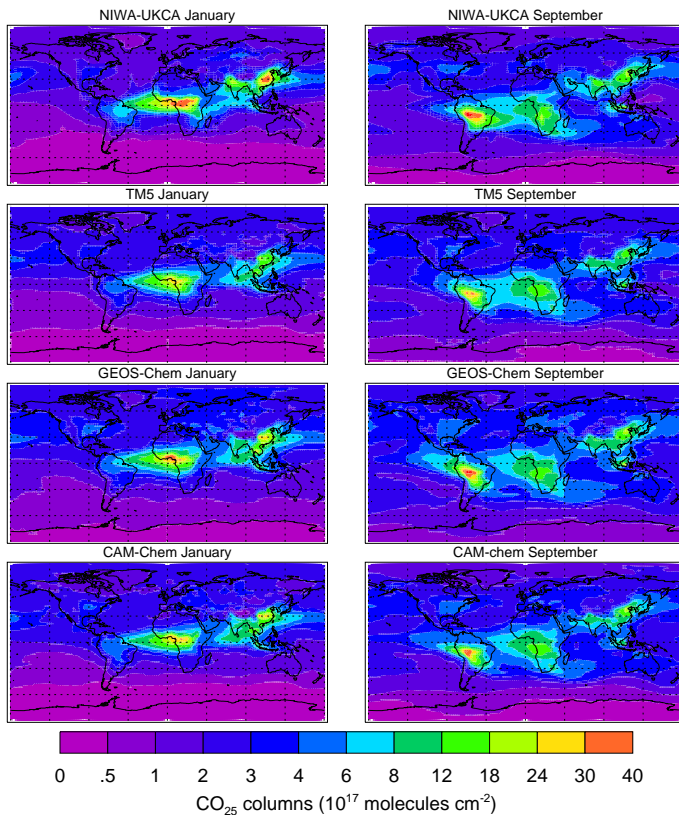 NIWA-UKCA January
NIWA-UKCA September
TM5 January
TM5 September
GEOS-Chem January
GEOS-Chem September
CAM-Chem January
CAM-chem September
0 .5 1 2 3 4 6 8 12 18 24 30 40
CO₂₅ columns (10¹⁷ molecules cm⁻²)